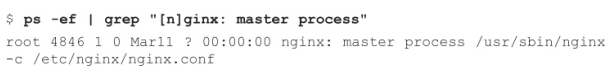 $ ps -ef | grep "[n]ginx: master process"
root 4846 1 0 Mar11 ? 00:00:00 nginx: master process /usr/sbin/nginx
-c /etc/nginx/nginx.conf